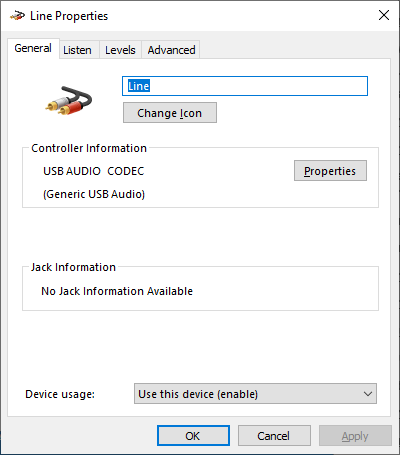 Line Properties
General Listen Levels Advanced
Line
Change Icon
Controller Information
USB AUDIO CODEC
Properties
(Generic USB Audio)
Jack Information
No Jack Information Available
Device usage: Use this device (enable)
OK Cancel Apply